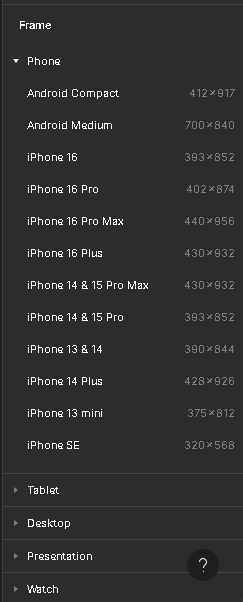 Frame
Phone
Android Compact 412×917
Android Medium 700×840
iPhone 16 393×852
iPhone 16 Pro 402×874
iPhone 16 Pro Max 440×956
iPhone 16 Plus 430×932
iPhone 14 & 15 Pro Max 430×932
iPhone 14 & 15 Pro 393×852
iPhone 13 & 14 390×844
iPhone 14 Plus 428×926
iPhone 13 mini 375×812
iPhone SE 320×568
Tablet
Desktop
Presentation
?
Watch